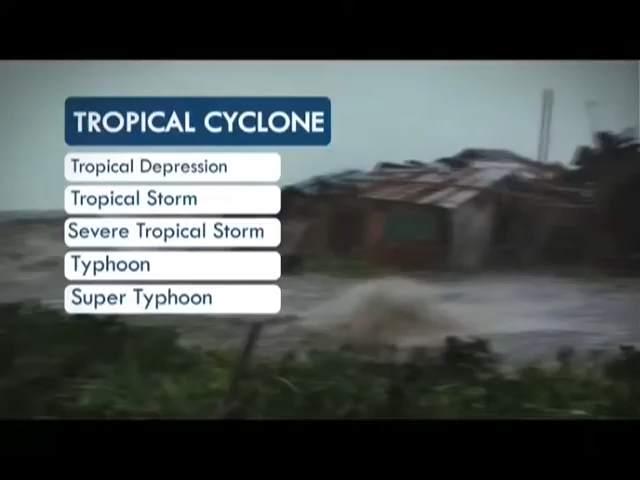 TROPICAL CYCLONE
Tropical Depression
Tropical Storm
Severe Tropical Storm
Typhoon
Super Typhoon